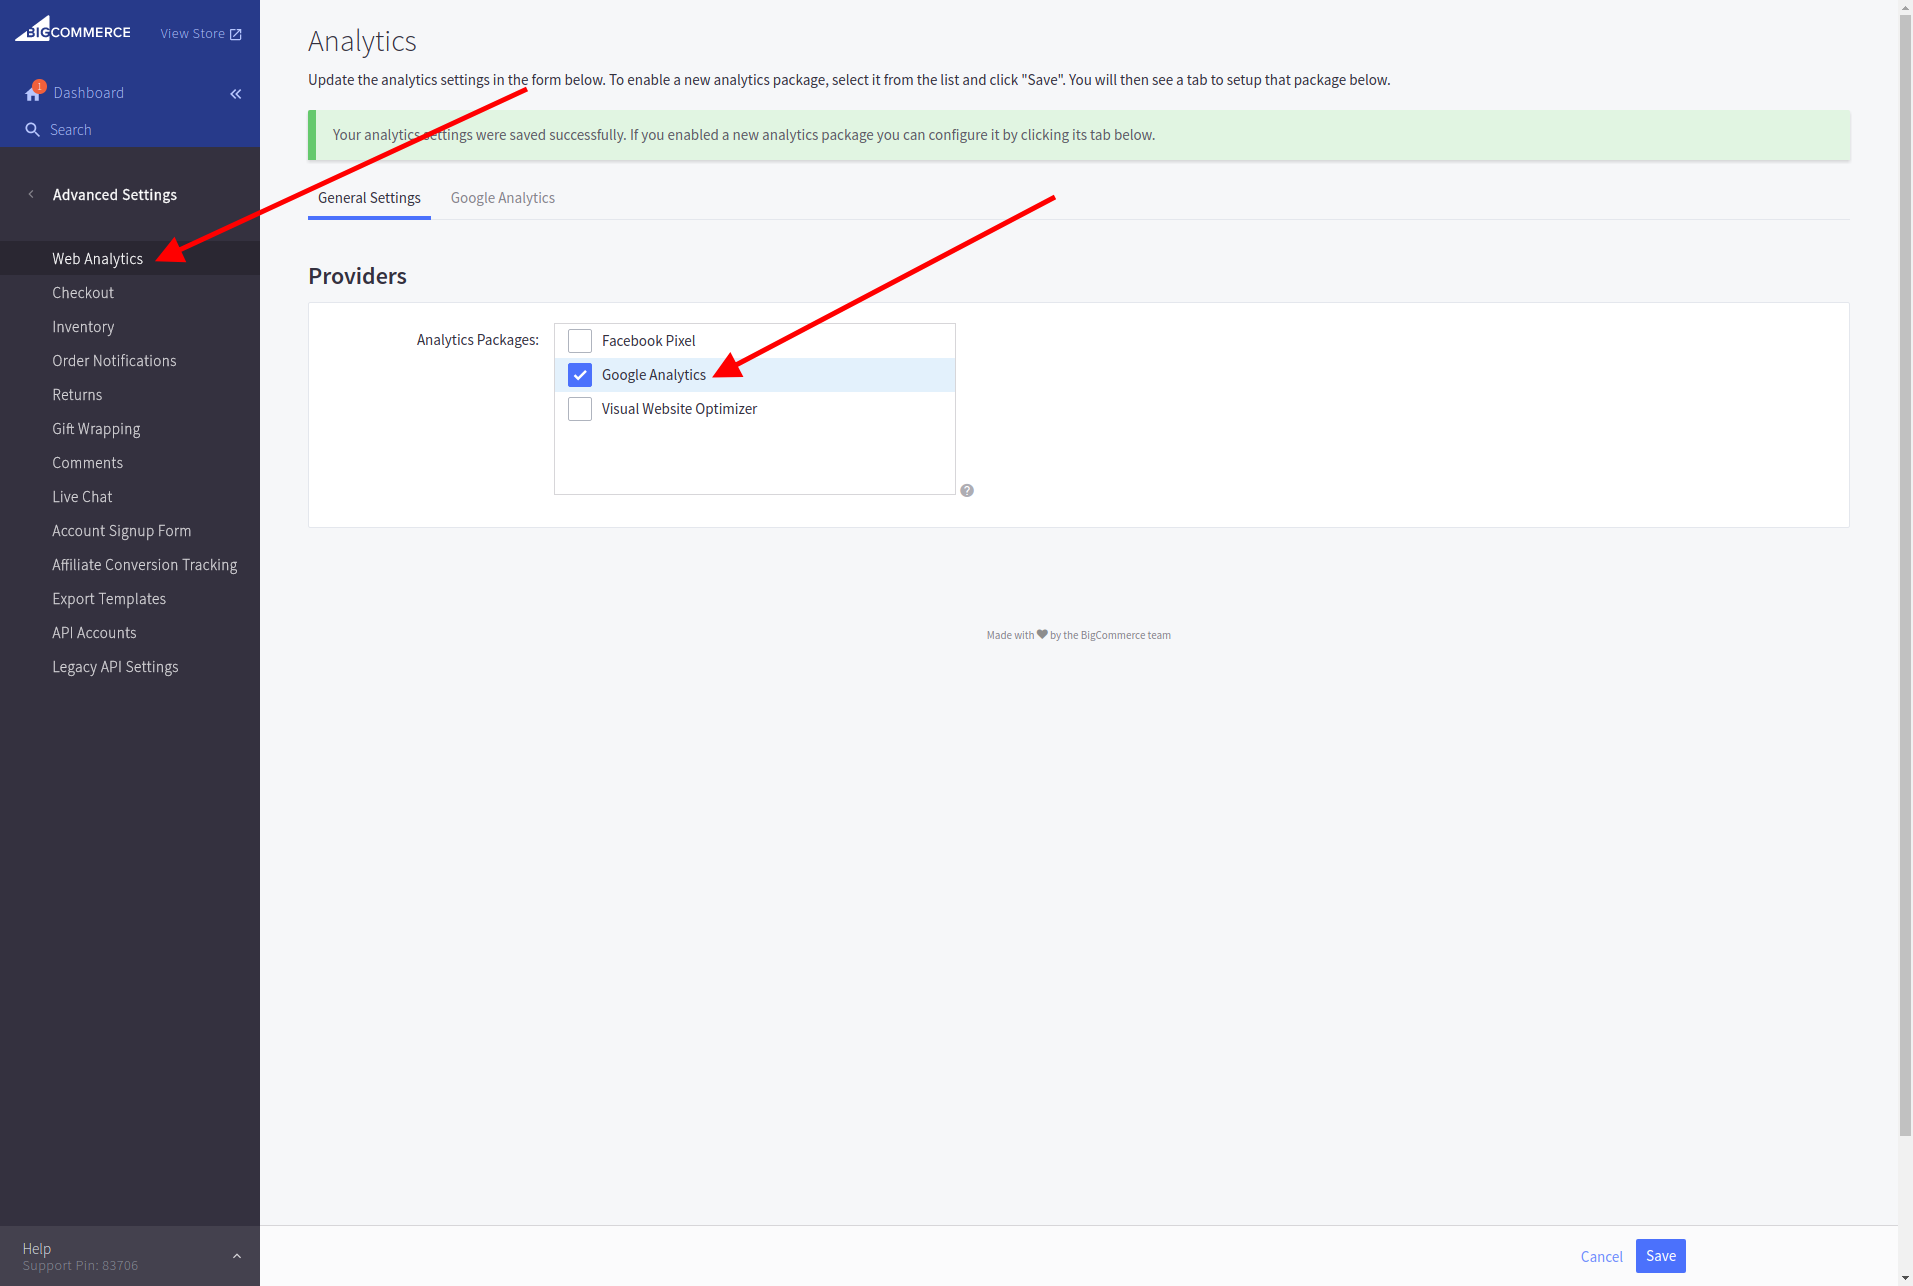 BIGCOMMERCE
View Store
1
Dashboard
Search
Advanced Settings
Web Analytics
Checkout
Inventory
Order Notifications
Returns
Gift Wrapping
Comments
Live Chat
Account Signup Form
Affiliate Conversion Tracking
Export Templates
API Accounts
Legacy API Settings
Help
Support Pin: 83706
Analytics
Update the analytics settings in the form below. To enable a new analytics package, select it from the list and click "Save". You will then see a tab to setup that package below.
Your analytics settings were saved successfully. If you enabled a new analytics package you can configure it by clicking its tab below.
General Settings Google Analytics
Providers
Analytics Packages:
Facebook Pixel
Google Analytics
Visual Website Optimizer
?
Made with ♥ by the BigCommerce team
Cancel Save